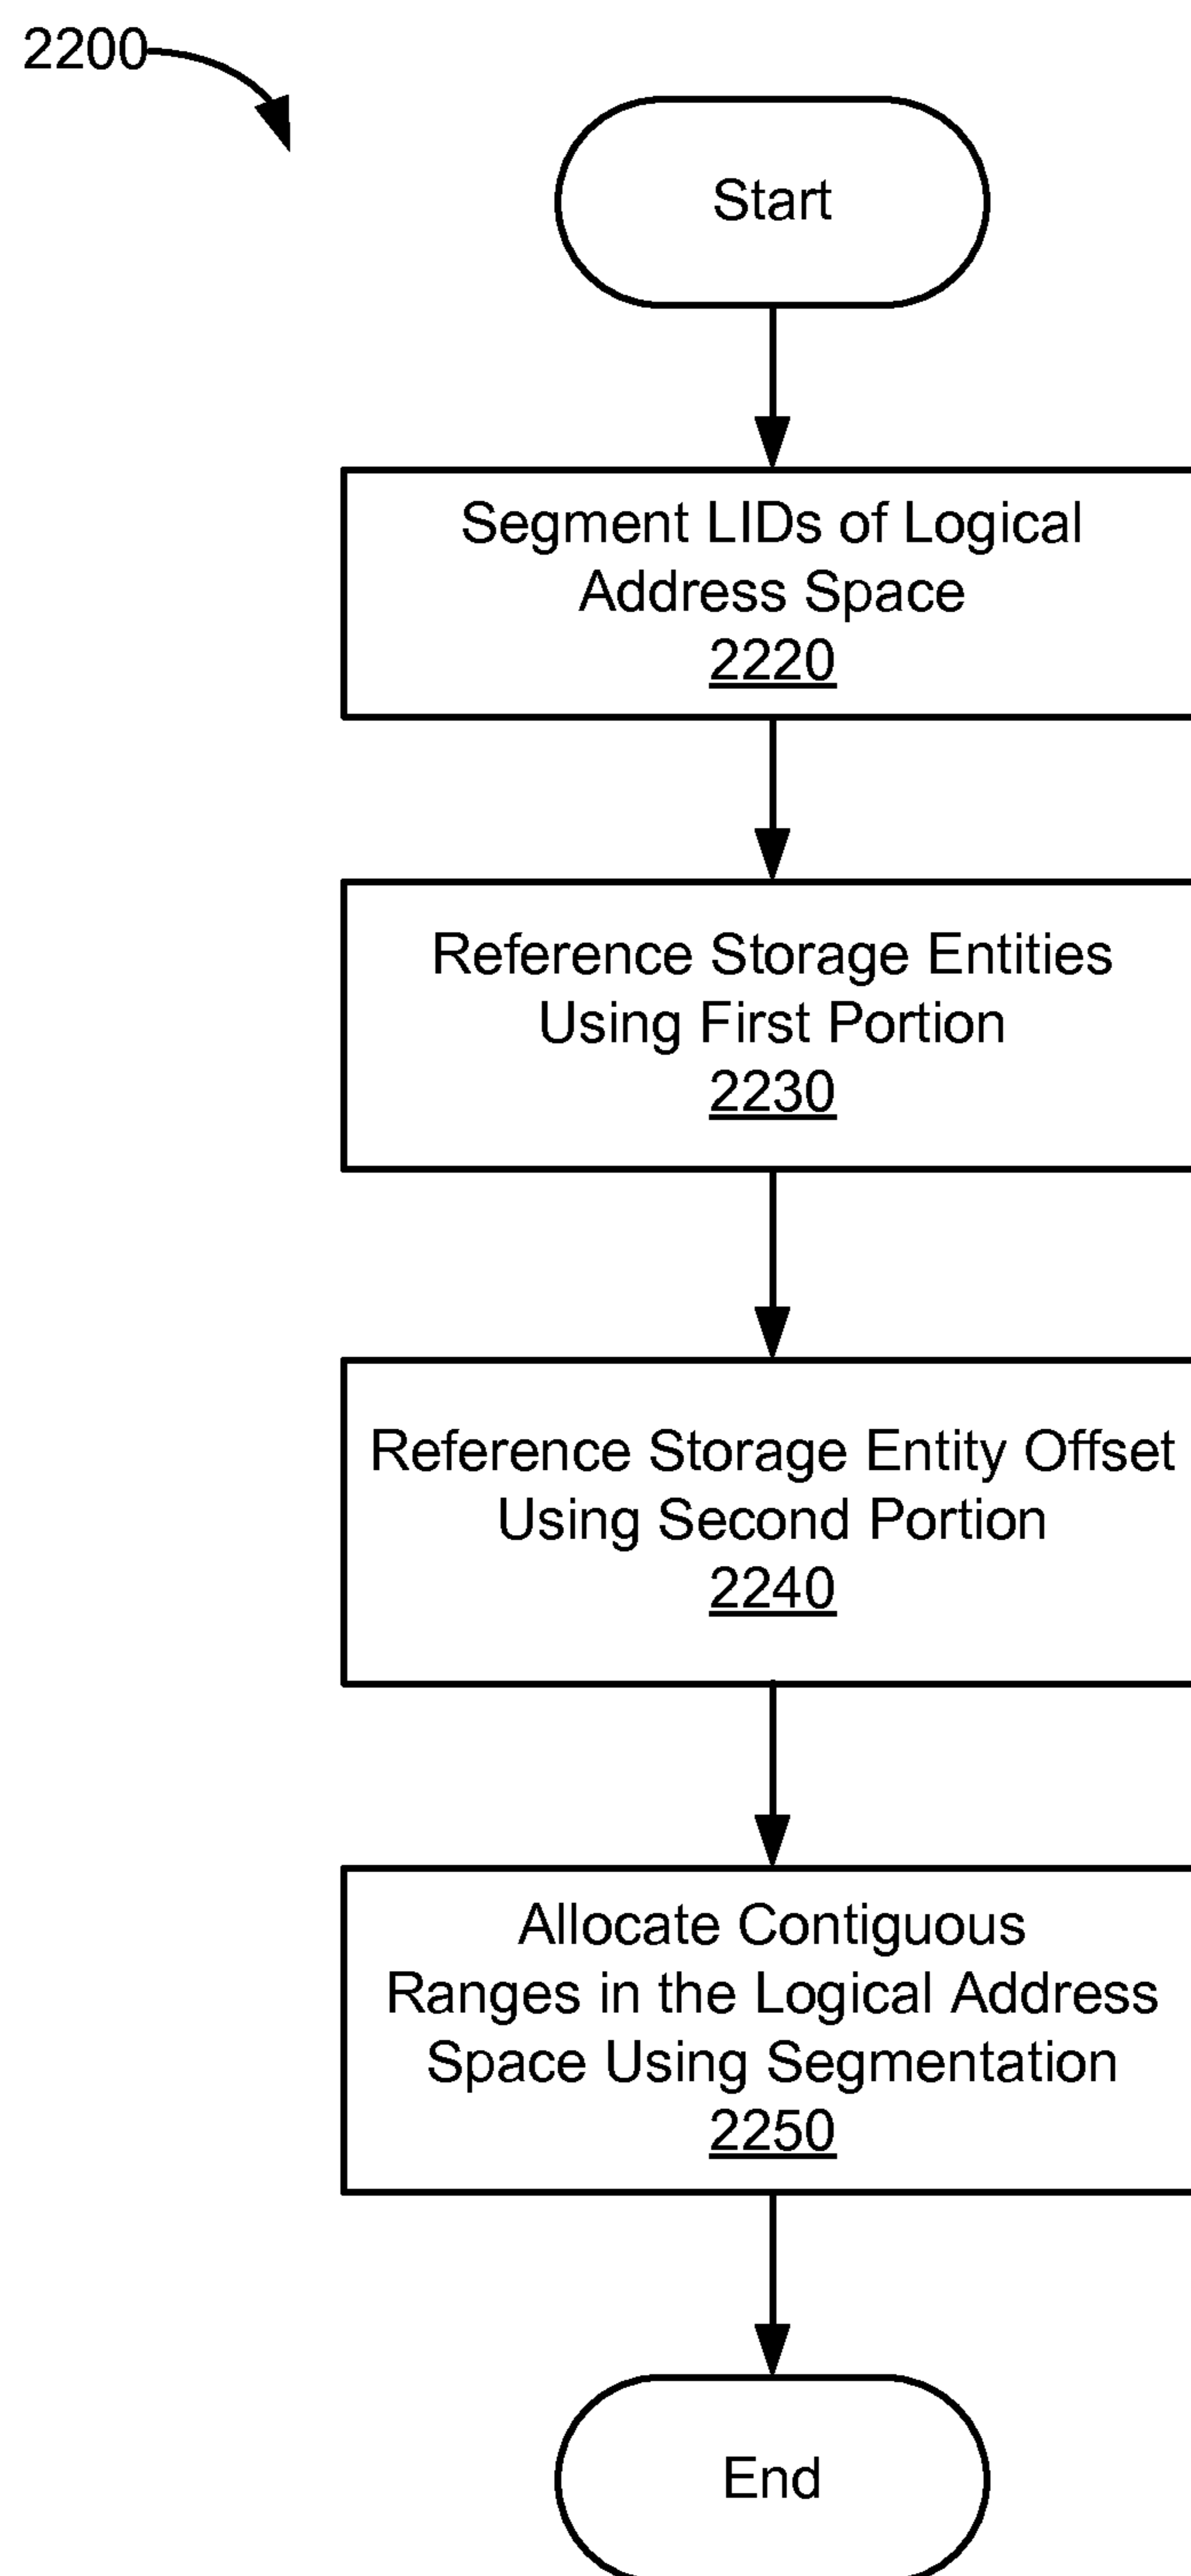 2200
Start
Segment LIDs of Logical
Address Space
2220
Reference Storage Entities
Using First Portion
2230
Reference Storage Entity Offset
Using Second Portion
2240
Allocate Contiguous
Ranges in the Logical Address
Space Using Segmentation
2250
End